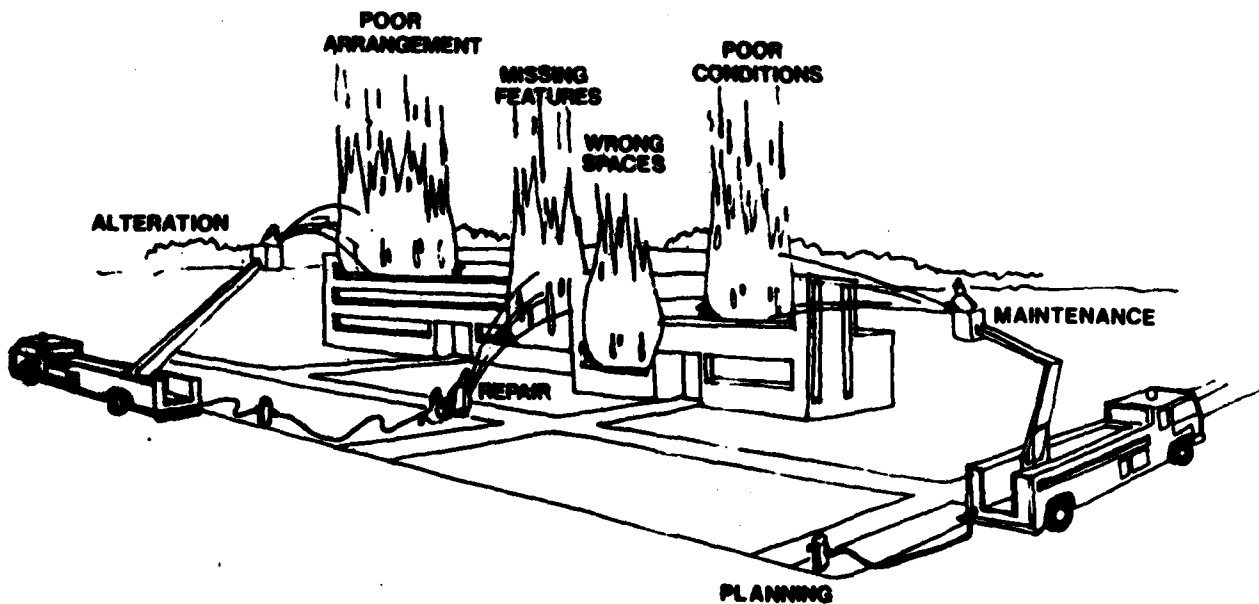 POOR
ARRANGEMENT
MISSING
FEATURES
POOR
CONDITIONS
WRONG
SPACES
ALTERATION
MAINTENANCE
REPAIR
PLANNING